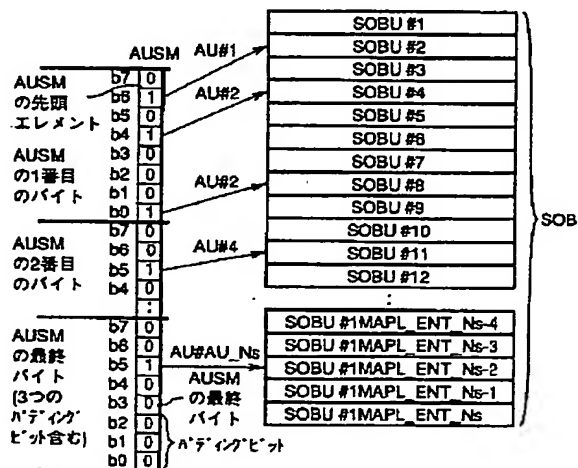 AUSM
AUSM
の先頭
エレメント
AUSM
の1番目
のバイト
b7 0
b6 1
b5 0
b4 1
b3 0
b2 0
b1 0
b0 1
AUSM
の2番目
のバイト
b7 0
b6 0
b5 1
b4 0
:
AUSM
の最終
バイト
(3つの
パディング
ビット含む)
b7 0
b6 0
b5 1
b4 0
b3 0
b2 0
b1 0
b0 0
AUSM
の最終
バイト
パディングビット
AU#1
AU#2
AU#2
AU#4
AU#AU_Ns
SOBU #1
SOBU #2
SOBU #3
SOBU #4
SOBU #5
SOBU #6
SOBU #7
SOBU #8
SOBU #9
SOBU #10
SOBU #11
SOBU #12
:
SOBU #1MAPL_ENT_Ns-4
SOBU #1MAPL_ENT_Ns-3
SOBU #1MAPL_ENT_Ns-2
SOBU #1MAPL_ENT_Ns-1
SOBU #1MAPL_ENT_Ns
SOB